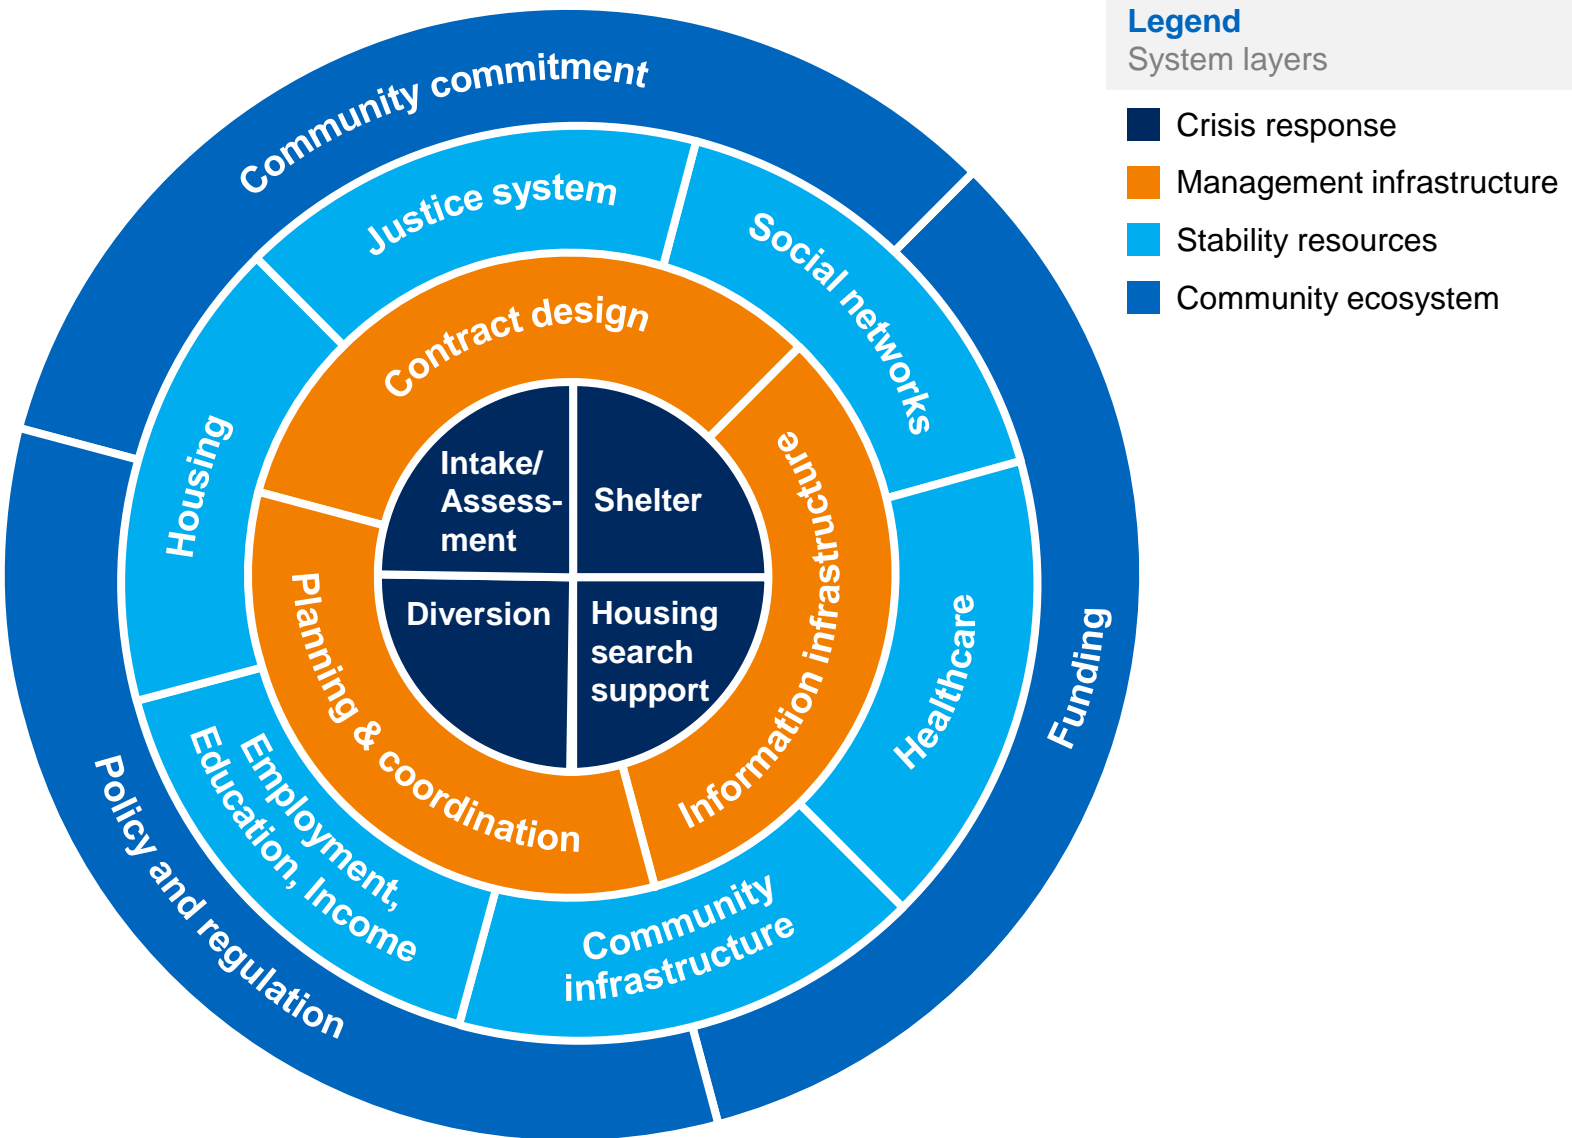 Legend
System layers
Crisis response
Management infrastructure
Stability resources
Community ecosystem
Community commitment
Funding
Policy and regulation
Justice system
Social networks
Healthcare
Community
infrastructure
Employment,
Education, Income
Housing
Contract design
Information infrastructure
Planning & coordination
Intake/
Assess-
ment
Shelter
Diversion
Housing
search
support